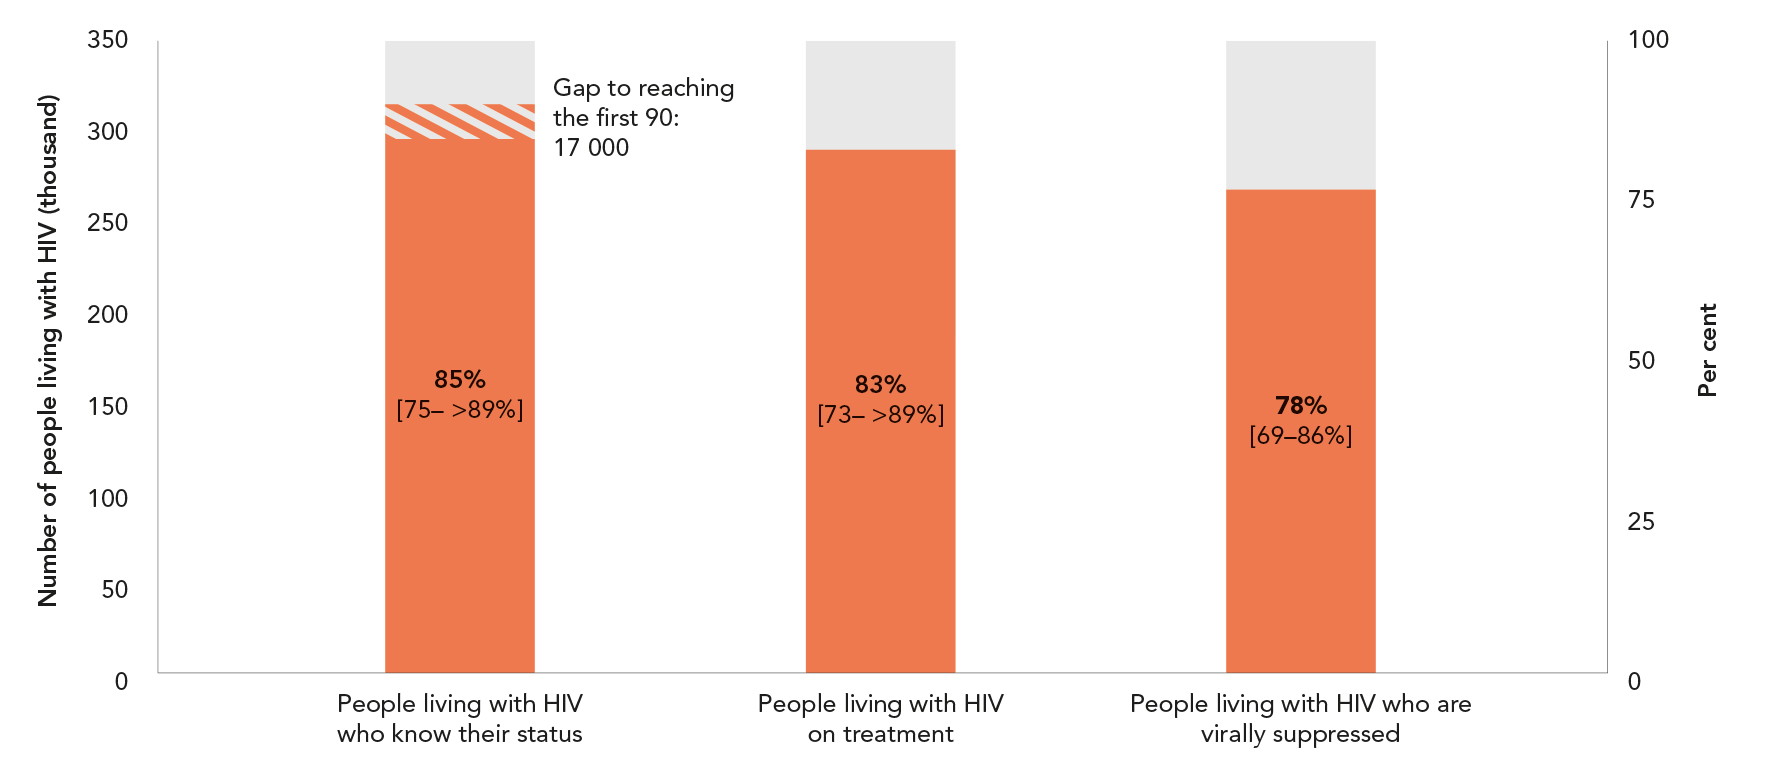 Number of people living with HIV (thousand)
350
300
250
200
150
100
50
0
Gap to reaching
the first 90:
17 000
85%
[75– >89%]
83%
[73– >89%]
78%
[69–86%]
People living with HIV
who know their status
People living with HIV
on treatment
People living with HIV who are
virally suppressed
100
75
50
25
0
Per cent